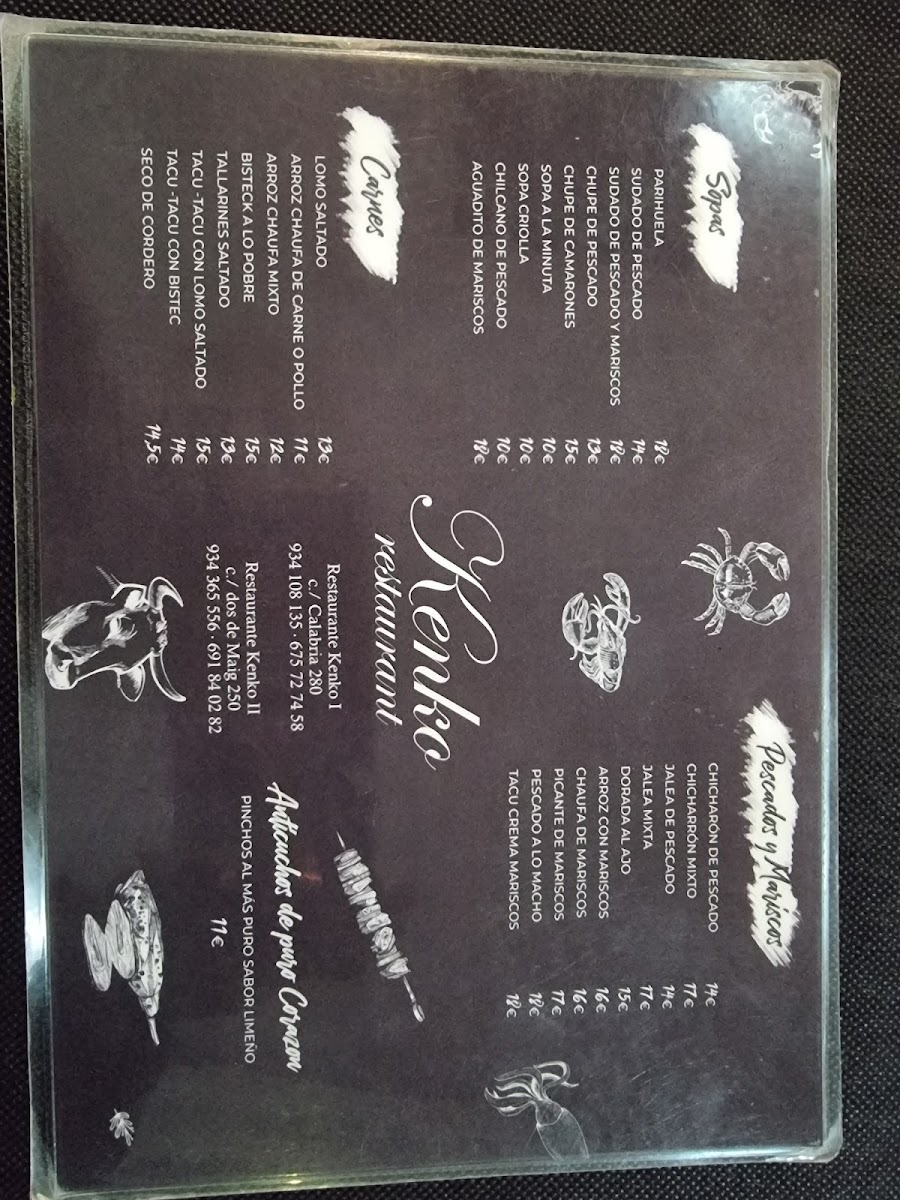 Sopas
PARIHUELA 18€
SUDADO DE PESCADO 14€
SUDADO DE PESCADO Y MARISCOS 18€
CHUPE DE PESCADO 13€
CHUPE DE CAMARONES 15€
SOPA A LA MINUTA 10€
SOPA CRIOLLA 10€
CHILCANO DE PESCADO 10€
AGUADITO DE MARISCOS 18€
Carnes
LOMO SALTADO 13€
ARROZ CHAUFA DE CARNE O POLLO 11€
ARROZ CHAUFA MIXTO 12€
BISTECK A LO POBRE 15€
TALLARINES SALTADO 13€
TACU -TACU CON LOMO SALTADO 15€
TACU -TACU CON BISTEC 14€
SECO DE CORDERO 14,5€
Kenko
restaurant
Restaurante Kenko I
c./ Calabria 280
934 108 135 · 675 72 74 58
Restaurante Kenko II
c./ dos de Maig 250
934 365 556 · 691 84 02 82
Pescados y Mariscos
CHICHARÓN DE PESCADO 14€
CHICHARRÓN MIXTO 17€
JALEA DE PESCADO 14€
JALEA MIXTA 17€
DORADA AL AJO 15€
ARROZ CON MARISCOS 16€
CHAUFA DE MARISCOS 16€
PICANTE DE MARISCOS 17€
PESCADO A LO MACHO 18€
TACU CREMA MARISCOS 18€
Anticuchos de puro Corazon
PINCHOS AL MÁS PURO SABOR LIMEÑO
11€